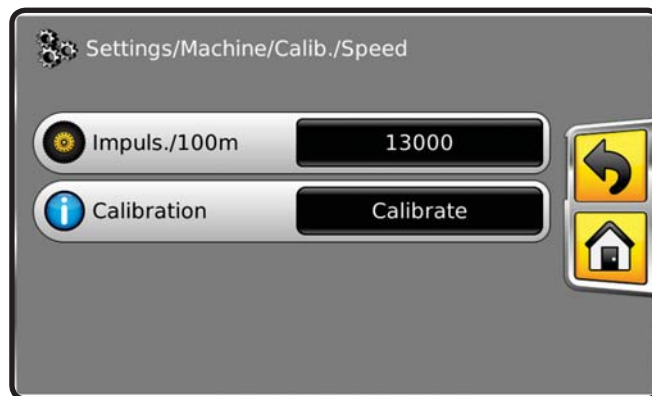 Settings/Machine/Calib./Speed
Impuls./100m 13000
Calibration Calibrate